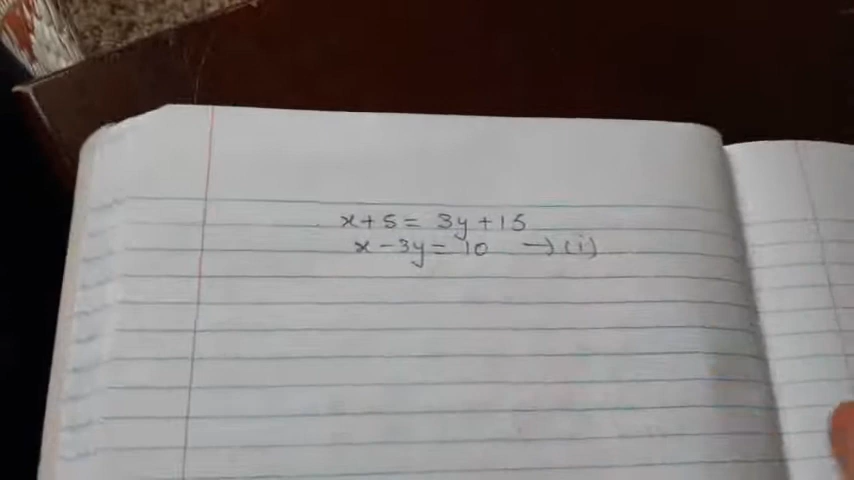 x+5 = 3y+15
x-3y = 10 → (i)